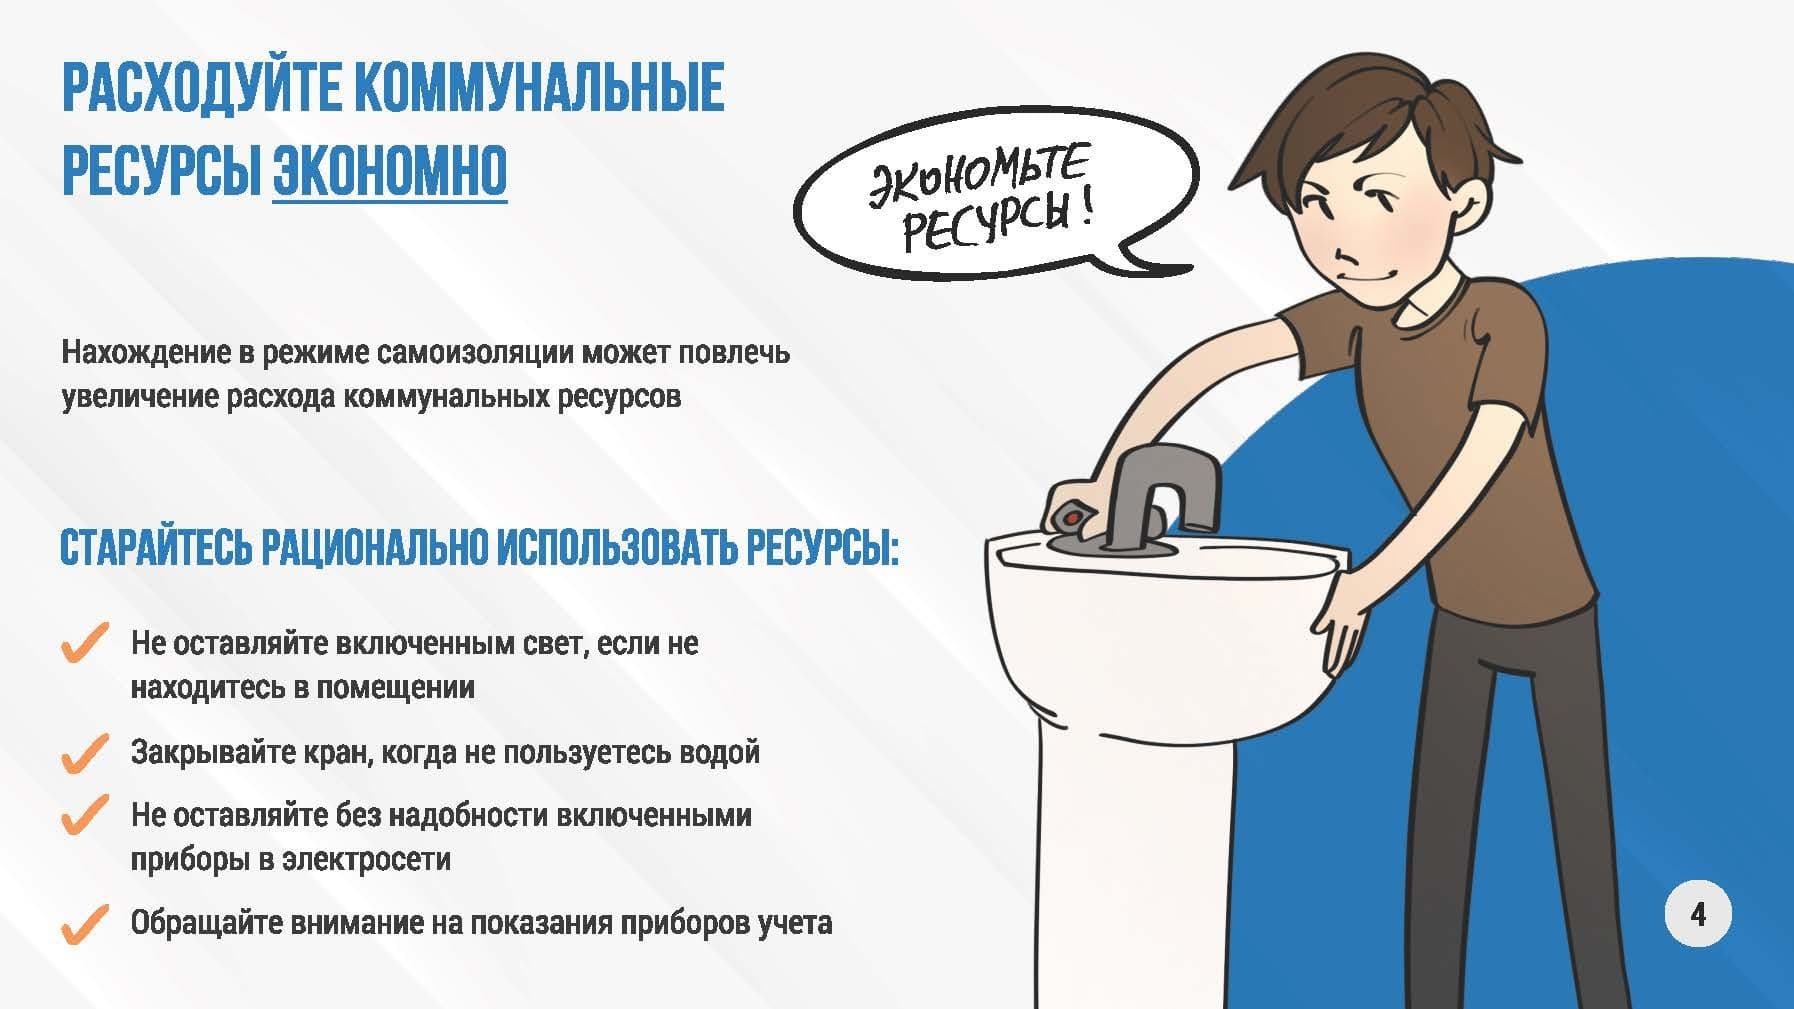 РАСХОДУЙТЕ КОММУНАЛЬНЫЕ
РЕСУРСЫ ЭКОНОМНО
ЭКОНОМЬТЕ
РЕСУРСЫ!
Нахождение в режиме самоизоляции может повлечь
увеличение расхода коммунальных ресурсов
СТАРАЙТЕСЬ РАЦИОНАЛЬНО ИСПОЛЬЗОВАТЬ РЕСУРСЫ:
Не оставляйте включенным свет, если не
находитесь в помещении
Закрывайте кран, когда не пользуетесь водой
Не оставляйте без надобности включенными
приборы в электросети
Обращайте внимание на показания приборов учета
4